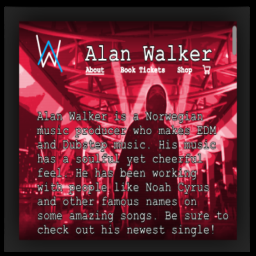 Alan Walker
About Book Tickets Shop
Alan Walker is a Norwegian
music producer who makes EDM
and Dubstep music. His music
has a soulful yet cheerful
feel. He has been working
with people like Noah Cyrus
and other famous names on
some amazing songs. Be sure to
check out his newest single!